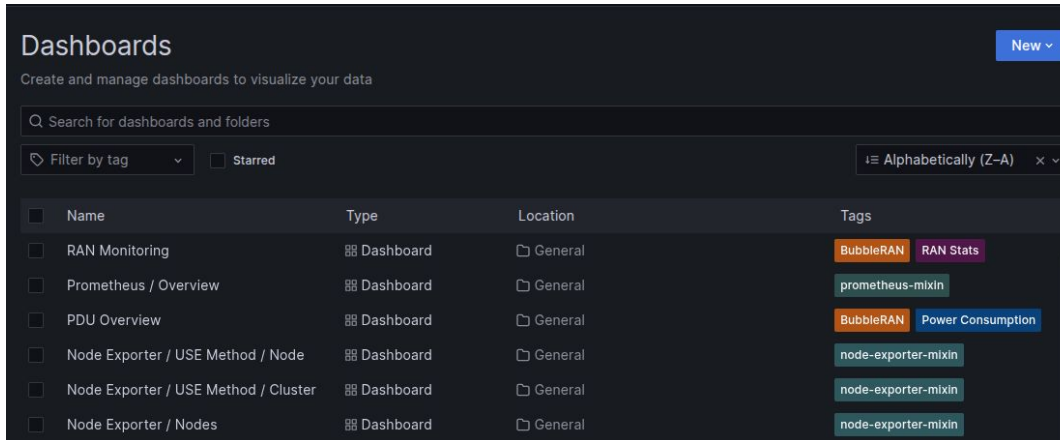 Dashboards
New
Create and manage dashboards to visualize your data
Search for dashboards and folders
Filter by tag Starred Alphabetically (Z–A)
Name Type Location Tags
RAN Monitoring Dashboard General BubbleRAN RAN Stats
Prometheus / Overview Dashboard General prometheus-mixin
PDU Overview Dashboard General BubbleRAN Power Consumption
Node Exporter / USE Method / Node Dashboard General node-exporter-mixin
Node Exporter / USE Method / Cluster Dashboard General node-exporter-mixin
Node Exporter / Nodes Dashboard General node-exporter-mixin